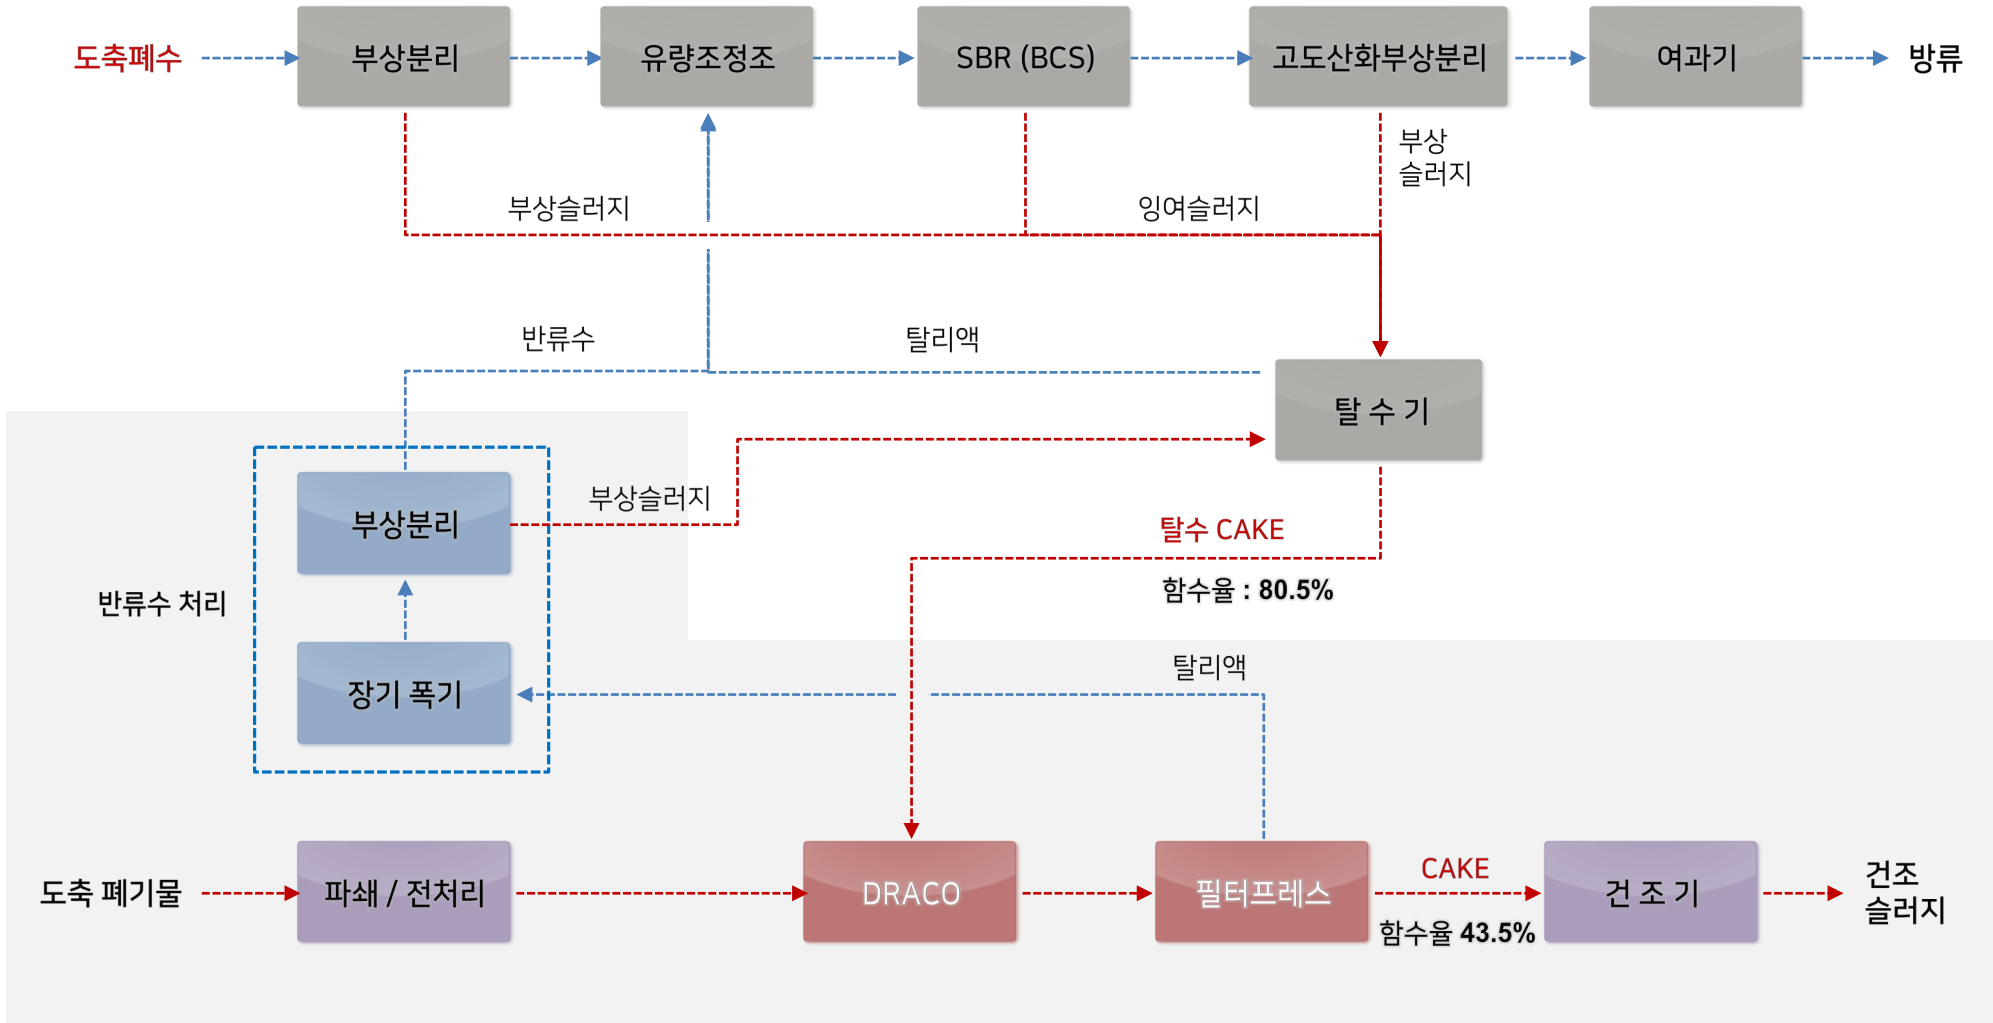 도축폐수
부상분리
유량조정조
SBR (BCS)
고도산화부상분리
여과기
방류
부상
슬러지
부상슬러지
잉여슬러지
반류수
탈리액
탈 수 기
부상분리
부상슬러지
탈수 CAKE
함수율 : 80.5%
반류수 처리
탈리액
장기 폭기
도축 폐기물
파쇄 / 전처리
DRACO
필터프레스
CAKE
함수율 43.5%
건 조 기
건조
슬러지